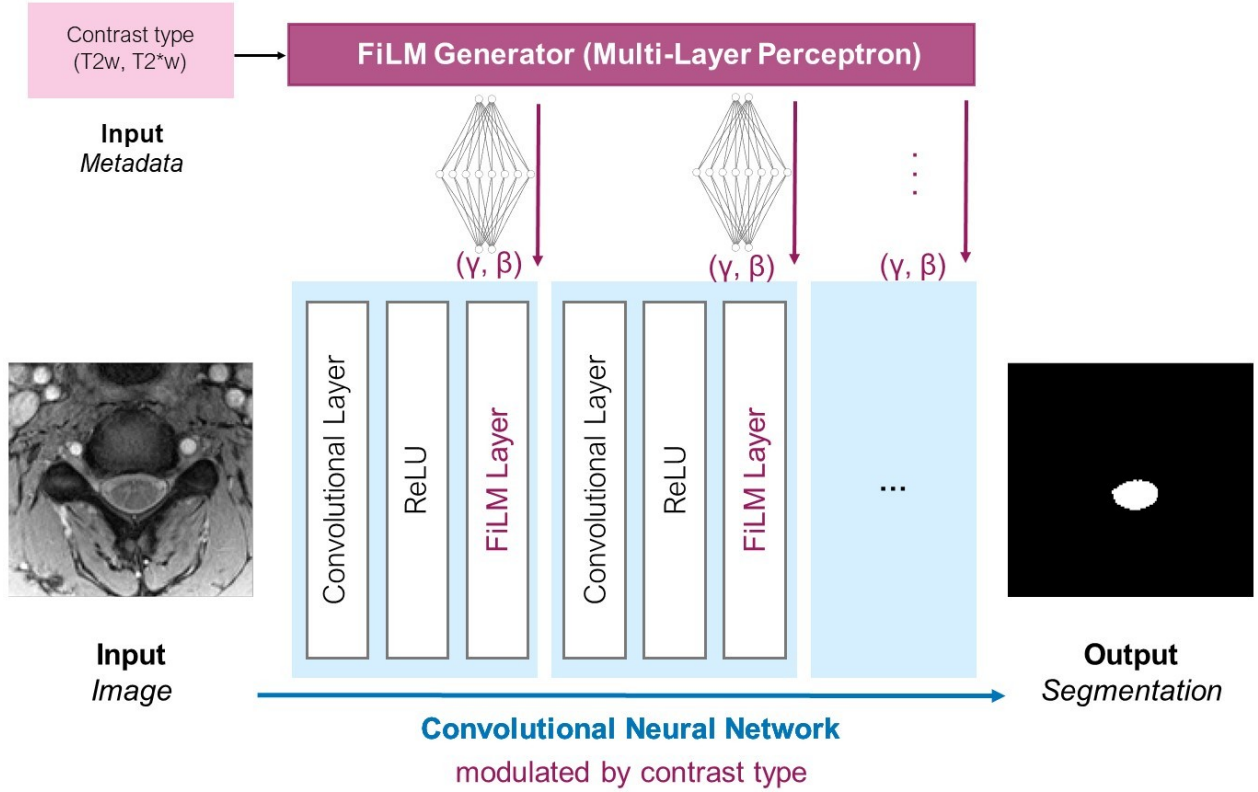 Contrast type
(T2w, T2*w)
FiLM Generator (Multi-Layer Perceptron)
Input
Metadata
(γ, β)
(γ, β)
(γ, β)
Convolutional Layer
ReLU
FiLM Layer
Convolutional Layer
ReLU
FiLM Layer
...
Input
Image
Output
Segmentation
Convolutional Neural Network
modulated by contrast type